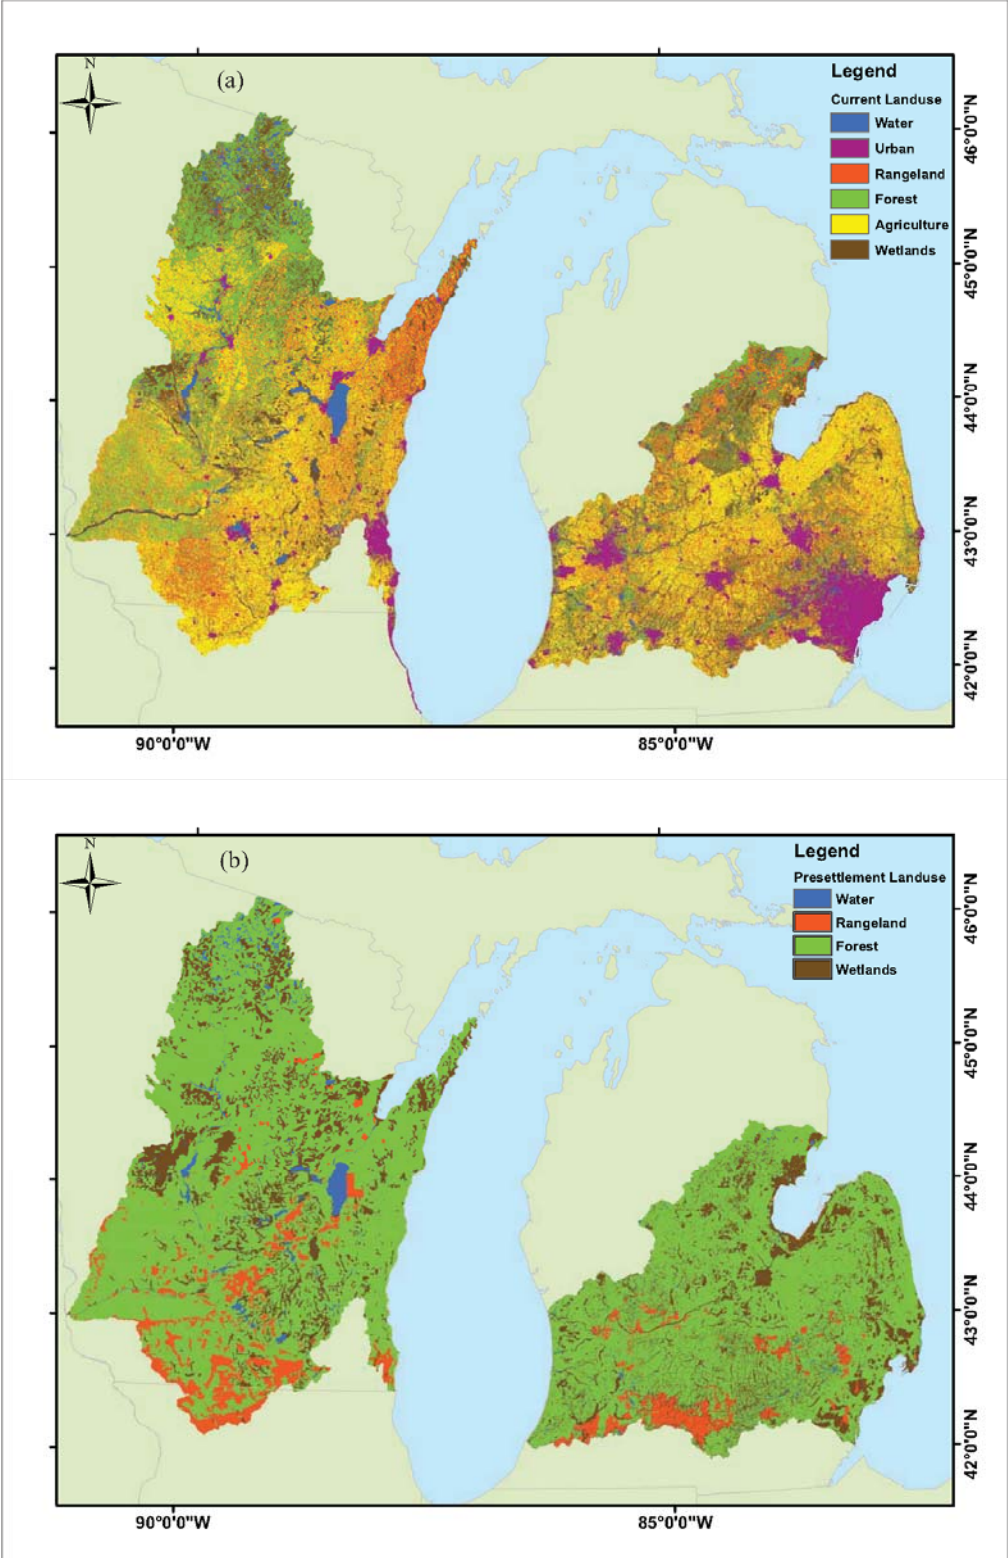 N
(a)
Legend
Current Landuse
Water
Urban
Rangeland
Forest
Agriculture
Wetlands
46°0'0"N
45°0'0"N
44°0'0"N
43°0'0"N
42°0'0"N
90°0'0"W
85°0'0"W
N
(b)
Legend
Presettlement Landuse
Water
Rangeland
Forest
Wetlands
46°0'0"N
45°0'0"N
44°0'0"N
43°0'0"N
42°0'0"N
90°0'0"W
85°0'0"W